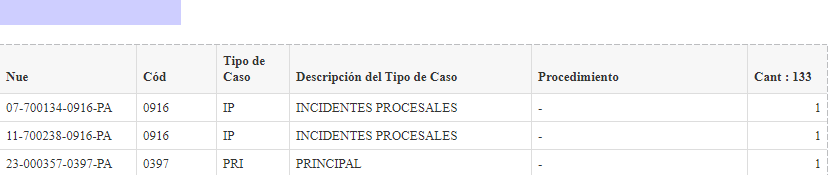 Nue Cód Tipo de Caso Descripción del Tipo de Caso Procedimiento Cant : 133
07-700134-0916-PA 0916 IP INCIDENTES PROCESALES - 1
11-700238-0916-PA 0916 IP INCIDENTES PROCESALES - 1
23-000357-0397-PA 0397 PRI PRINCIPAL - 1